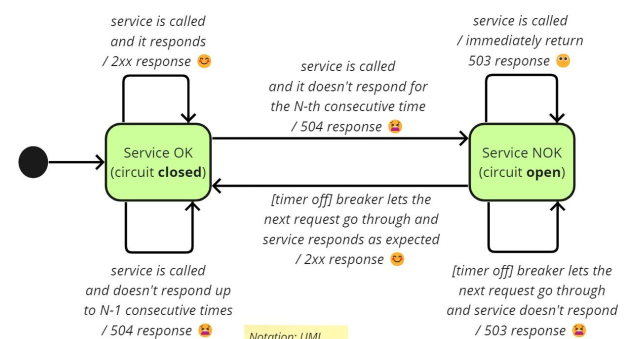 service is called
and it responds
/ 2xx response 😊
service is called
and it doesn't respond for
the N-th consecutive time
/ 504 response 😫
service is called
/ immediately return
503 response 😶
Service OK
(circuit closed)
Service NOK
(circuit open)
[timer off] breaker lets the
next request go through and
service responds as expected
/ 2xx response 😊
service is called
and doesn't respond up
to N-1 consecutive times
/ 504 response 😫
[timer off] breaker lets the
next request go through
and service doesn't respond
/ 503 response 😫
Notation: UML